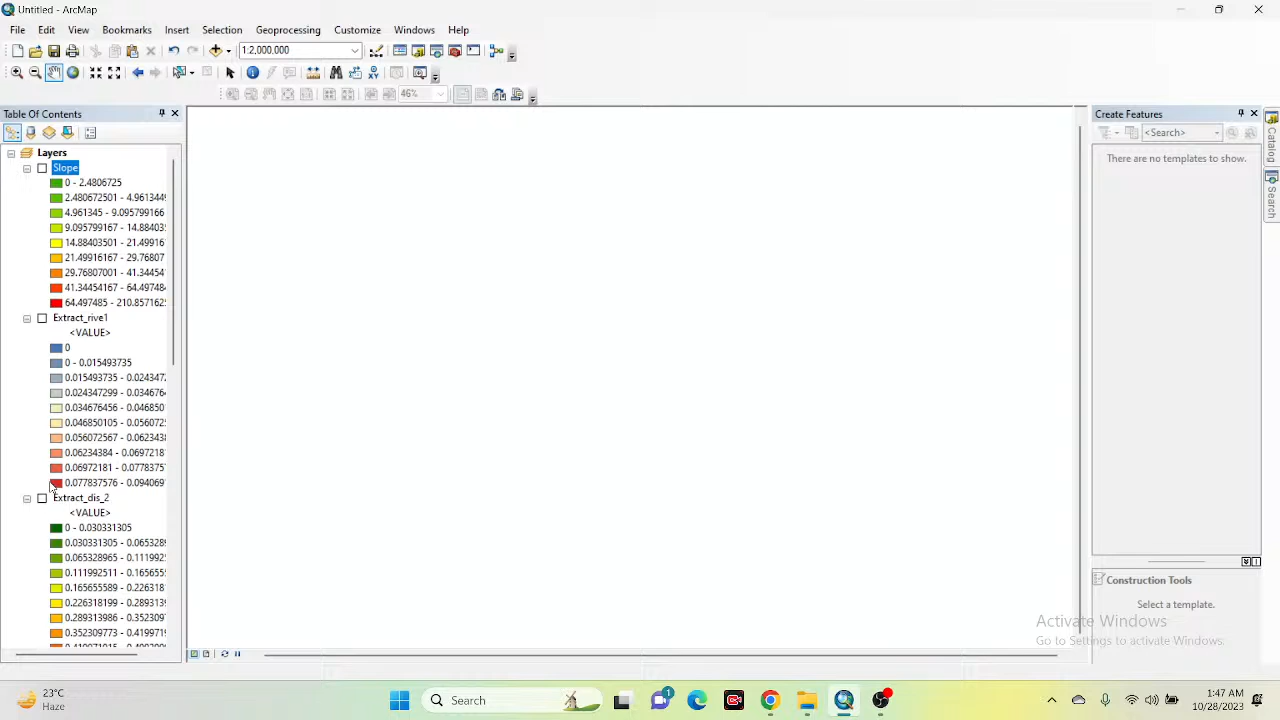 Untitled - ArcMap
File Edit View Bookmarks Insert Selection Geoprocessing Customize Windows Help
1:2,000,000
46%
Table Of Contents
Create Features
<Search>
There are no templates to show.
Catalog
Search
Layers
Slope
0 - 2.4806725
2.480672501 - 4.9613449
4.961345 - 9.095799166
9.095799167 - 14.88403
14.88403501 - 21.49916
21.49916167 - 29.76807
29.76807001 - 41.34454
41.34454167 - 64.49748
64.497485 - 210.857162
Extract_rive1
<VALUE>
0
0 - 0.015493735
0.015493735 - 0.024347
0.024347299 - 0.034676
0.034676456 - 0.046850
0.046850105 - 0.056072
0.056072567 - 0.062343
0.06234384 - 0.0697218
0.06972181 - 0.0778375
0.077837576 - 0.094069
Extract_dis_2
<VALUE>
0 - 0.030331305
0.030331305 - 0.065328
0.065328965 - 0.111992
0.111992511 - 0.165655
0.165655589 - 0.226318
0.226318199 - 0.289313
0.289313986 - 0.352309
0.352309773 - 0.419971
Construction Tools
Select a template.
Activate Windows
Go to Settings to activate Windows.
23°C
Haze
Search
1
1:47 AM
10/28/2023